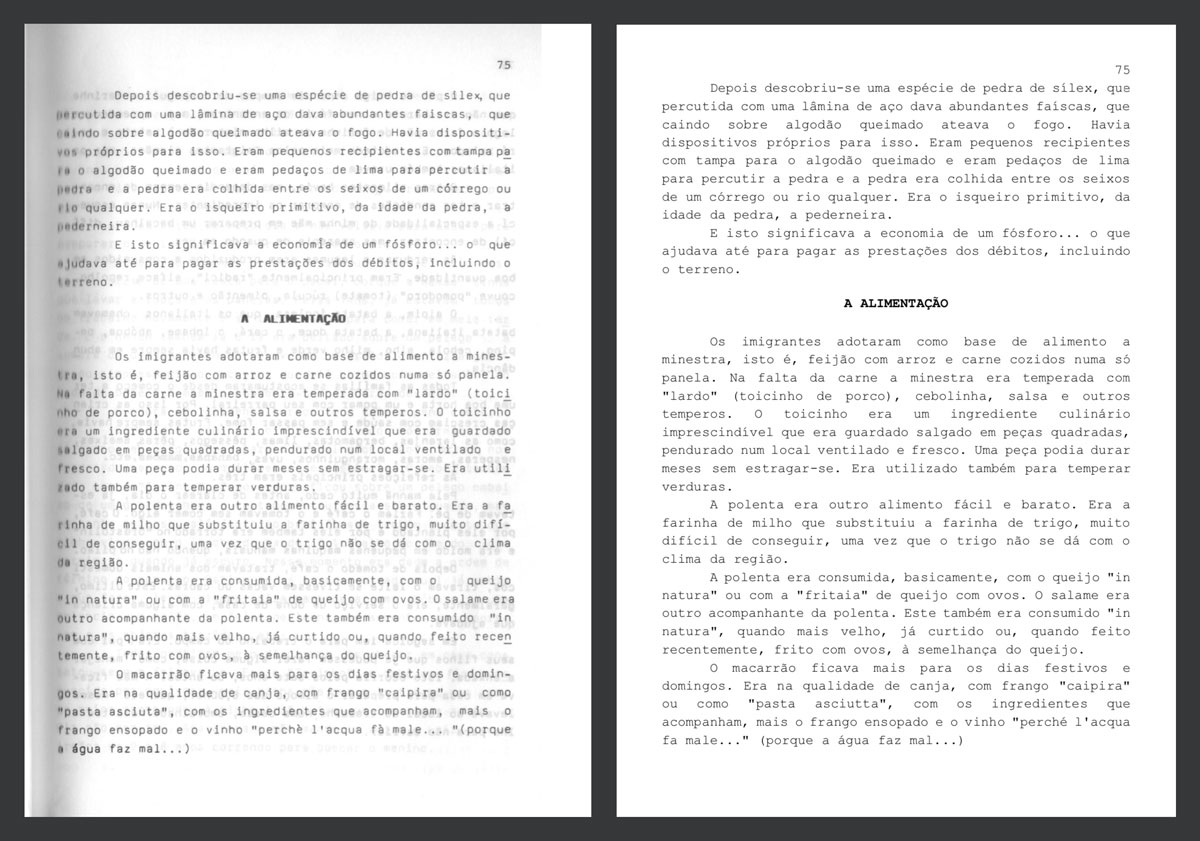 75
Depois descobriu-se uma espécie de pedra de silex, que
percutida com uma lâmina de aço dava abundantes faiscas, que
caindo sobre algodão queimado ateava o fogo. Havia dispositi-
vos próprios para isso. Eram pequenos recipientes com tampa pa
ra o algodão queimado e eram pedaços de lima para percutir a
pedra e a pedra era colhida entre os seixos de um córrego ou
rio qualquer. Era o isqueiro primitivo, da idade da pedra, a
pederneira.
E isto significava a economia de um fósforo... o que
ajudava até para pagar as prestações dos débitos, incluindo o
terreno.
A ALIMENTAÇÃO
Os imigrantes adotaram como base de alimento a mines-
tra, isto é, feijão com arroz e carne cozidos numa só panela.
Na falta da carne a minestra era temperada com "lardo" (toici
nho de porco), cebolinha, salsa e outros temperos. O toicinho
era um ingrediente culinário imprescindível que era guardado
salgado em peças quadradas, pendurado num local ventilado e
fresco. Uma peça podia durar meses sem estragar-se. Era utili
zado também para temperar verduras.
A polenta era outro alimento fácil e barato. Era a fa
rinha de milho que substituiu a farinha de trigo, muito difí-
cil de conseguir, uma vez que o trigo não se dá com o clima
da região.
A polenta era consumida, basicamente, com o queijo
"in natura" ou com a "fritaia" de queijo com ovos. O salame era
outro acompanhante da polenta. Este também era consumido "in
natura", quando mais velho, já curtido ou, quando feito recen
temente, frito com ovos, à semelhança do queijo.
O macarrão ficava mais para os dias festivos e domin-
gos. Era na qualidade de canja, com frango "caipira" ou como
"pasta asciuta", com os ingredientes que acompanham, mais o
frango ensopado e o vinho "perchè l'acqua fà male... "(porque
a água faz mal...)
75
Depois descobriu-se uma espécie de pedra de sílex, que
percutida com uma lâmina de aço dava abundantes faíscas, que
caindo sobre algodão queimado ateava o fogo. Havia
dispositivos próprios para isso. Eram pequenos recipientes
com tampa para o algodão queimado e eram pedaços de lima
para percutir a pedra e a pedra era colhida entre os seixos
de um córrego ou rio qualquer. Era o isqueiro primitivo, da
idade da pedra, a pederneira.
E isto significava a economia de um fósforo... o que
ajudava até para pagar as prestações dos débitos, incluindo
o terreno.
A ALIMENTAÇÃO
Os imigrantes adotaram como base de alimento a
minestra, isto é, feijão com arroz e carne cozidos numa só
panela. Na falta da carne a minestra era temperada com
"lardo" (toicinho de porco), cebolinha, salsa e outros
temperos. O toicinho era um ingrediente culinário
imprescindível que era guardado salgado em peças quadradas,
pendurado num local ventilado e fresco. Uma peça podia durar
meses sem estragar-se. Era utilizado também para temperar
verduras.
A polenta era outro alimento fácil e barato. Era a
farinha de milho que substituiu a farinha de trigo, muito
difícil de conseguir, uma vez que o trigo não se dá com o
clima da região.
A polenta era consumida, basicamente, com o queijo "in
natura" ou com a "fritaia" de queijo com ovos. O salame era
outro acompanhante da polenta. Este também era consumido "in
natura", quando mais velho, já curtido ou, quando feito
recentemente, frito com ovos, à semelhança do queijo.
O macarrão ficava mais para os dias festivos e
domingos. Era na qualidade de canja, com frango "caipira"
ou como "pasta asciutta", com os ingredientes que
acompanham, mais o frango ensopado e o vinho "perché l'acqua
fa male..." (porque a água faz mal...)